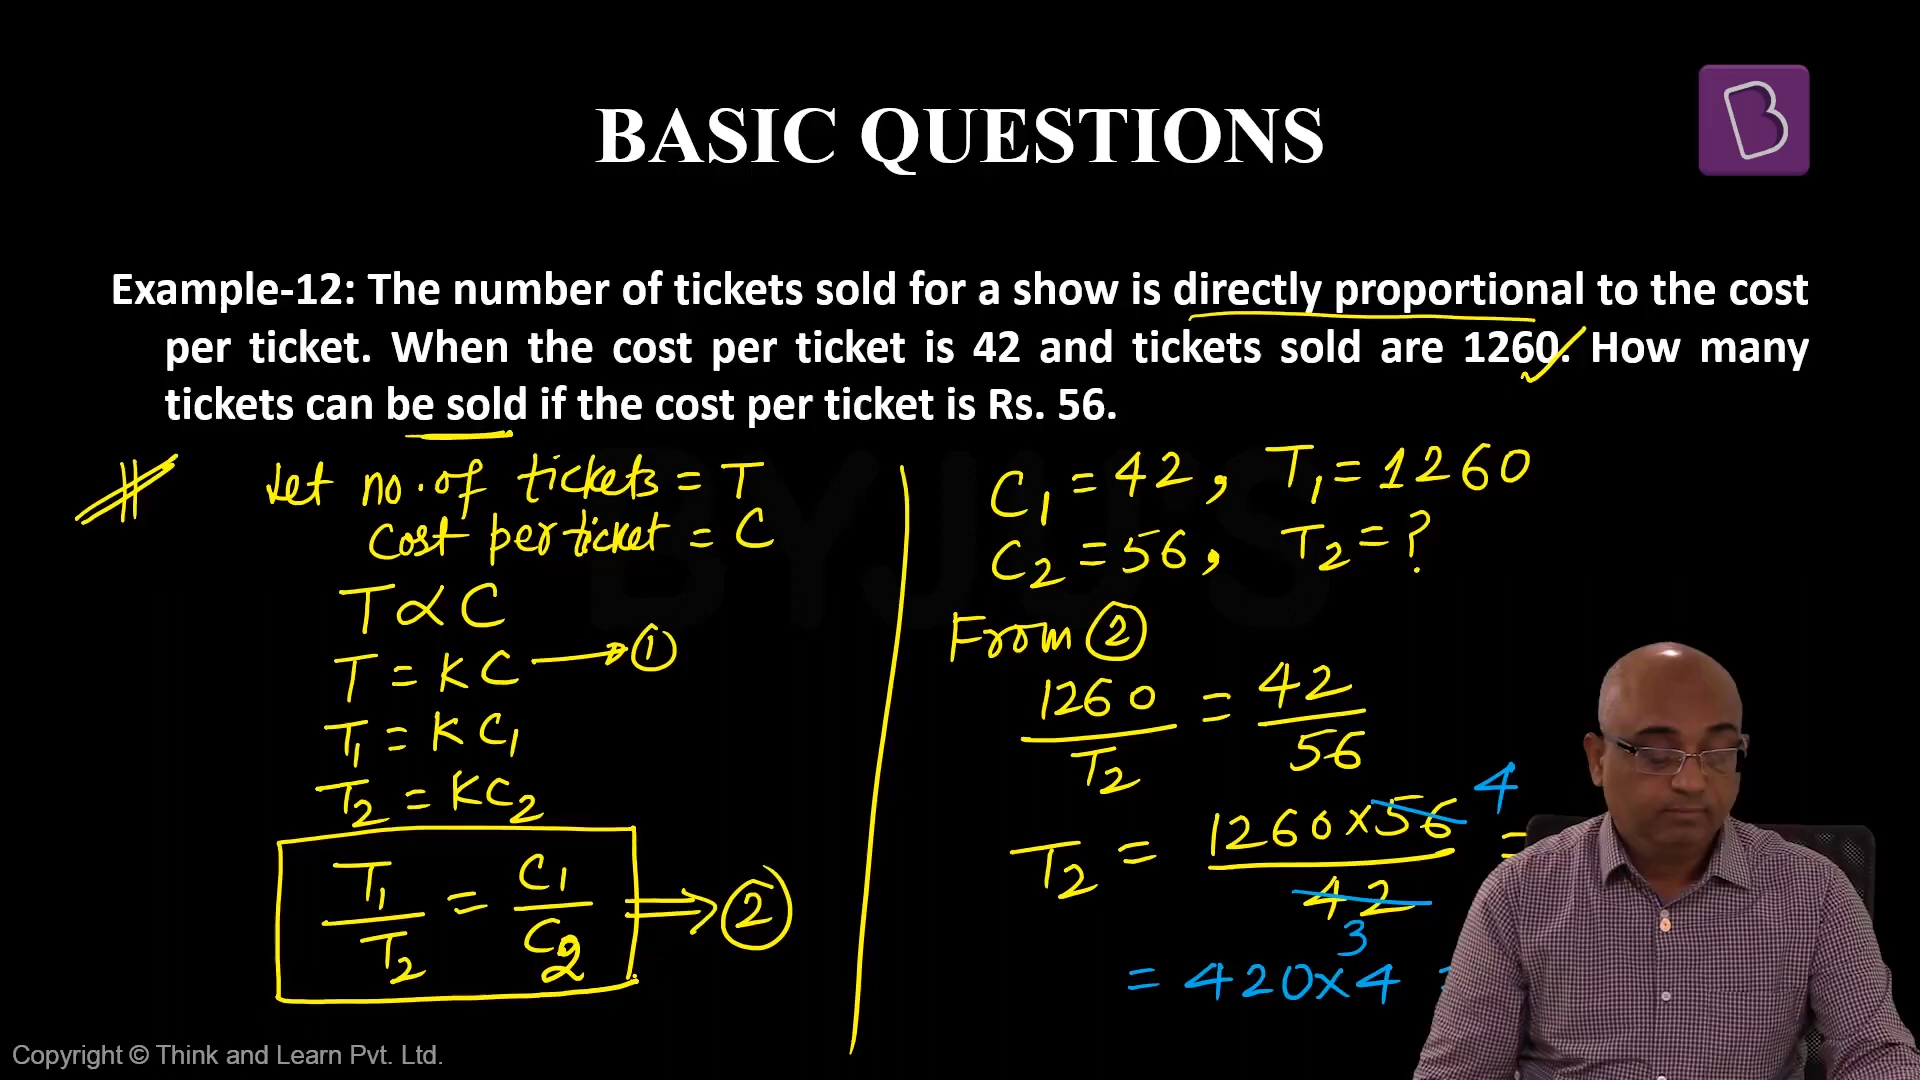 BASIC QUESTIONS
Example-12: The number of tickets sold for a show is directly proportional to the cost
per ticket. When the cost per ticket is 42 and tickets sold are 1260. How many
tickets can be sold if the cost per ticket is Rs. 56.
Let no. of tickets = T
Cost per ticket = C
T ∝ C
T = K C → ①
T₁ = K C₁
T₂ = K C₂
T₁/T₂ = C₁/C₂ ⇒ ②
C₁ = 42, T₁ = 1260
C₂ = 56, T₂ = ?
From ②
1260/T₂ = 42/56
4
T₂ = 1260 × 56 / 42 =
3
= 420 × 4
BYJU'S
Copyright © Think and Learn Pvt. Ltd.